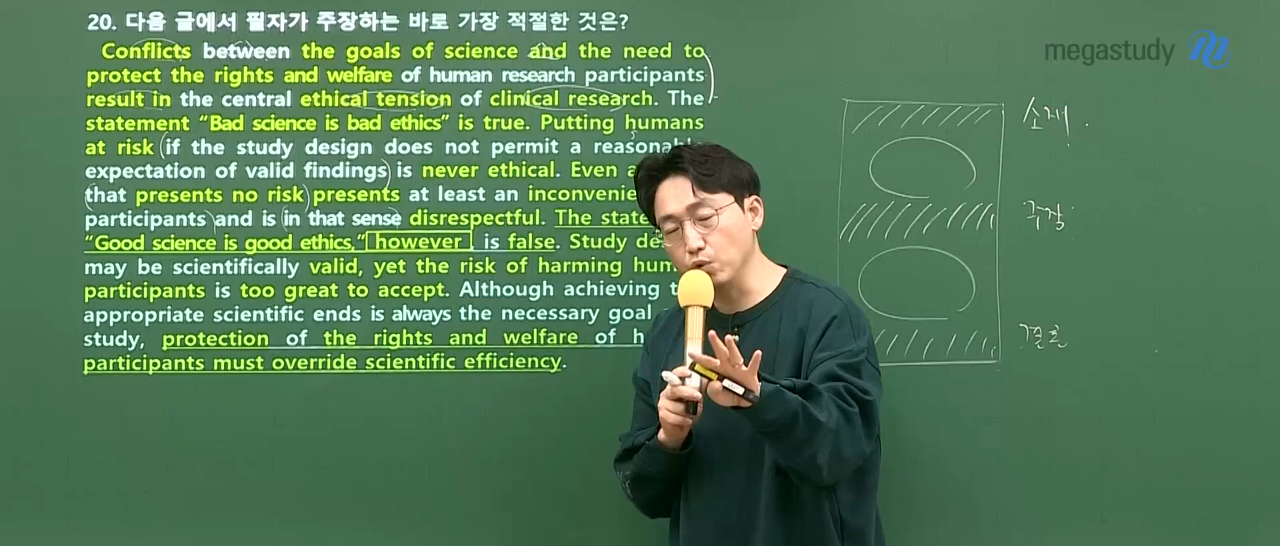 20. 다음 글에서 필자가 주장하는 바로 가장 적절한 것은?
Conflicts between the goals of science and the need to
protect the rights and welfare of human research participants
result in the central ethical tension of clinical research. The
statement “Bad science is bad ethics” is true. Putting humans
at risk if the study design does not permit a
expectation of valid findings is never ethical. Even
that presents no risk presents at least an
participants and is in that sense disrespectful. The
“Good science is good ethics,” however, is false. Study
may be scientifically valid, yet the risk of harming
participants is too great to accept. Although achieving
appropriate scientific ends is always the necessary goal
study, protection of the rights and welfare of
participants must override scientific efficiency.
megastudy
소재.
주장
결론